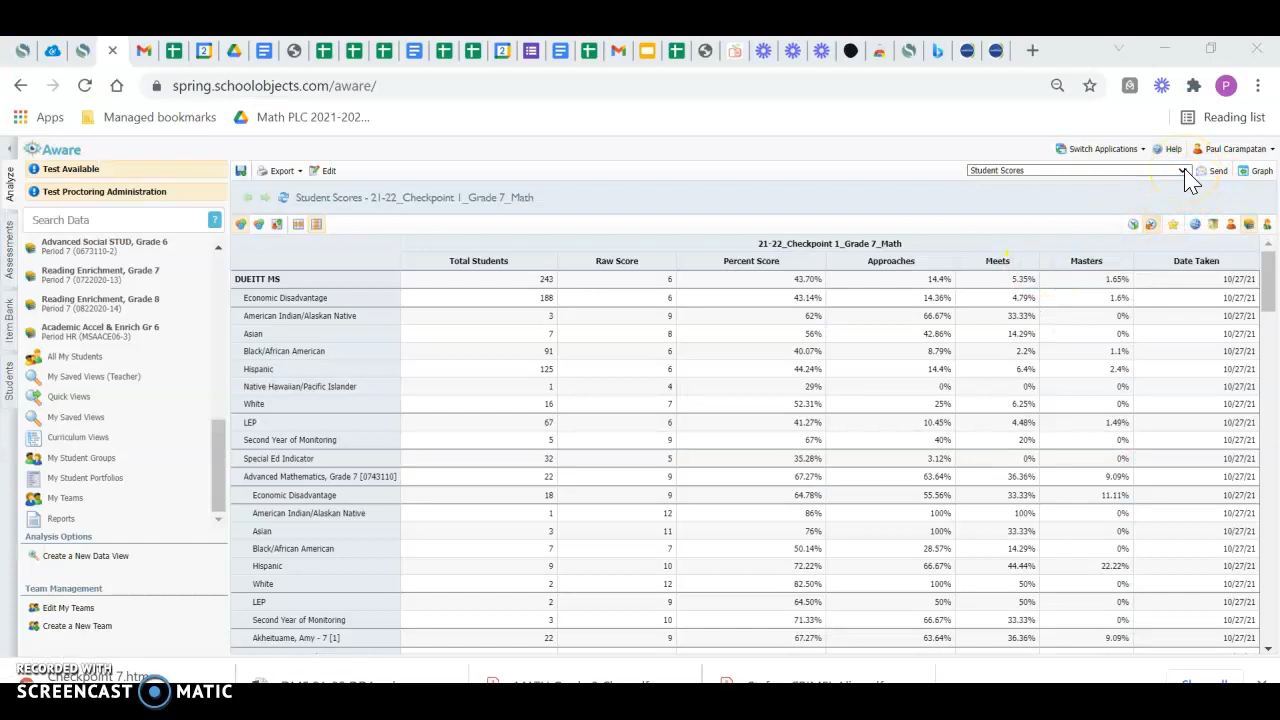 spring.schoolobjects.com/aware/
Apps Managed bookmarks Math PLC 2021-202... Reading list
Aware Switch Applications Help Paul Carampatan
Analyze
Assessments
Item Bank
Students
Test Available
Test Proctoring Administration
Search Data ?
Advanced Social STUD, Grade 6
Period 7 (0673110-2)
Reading Enrichment, Grade 7
Period 7 (0722020-13)
Reading Enrichment, Grade 8
Period 7 (0822020-14)
Academic Accel & Enrich Gr 6
Period HR (MSAACE06-3)
All My Students
My Saved Views (Teacher)
Quick Views
My Saved Views
Curriculum Views
My Student Groups
My Student Portfolios
My Teams
Reports
Analysis Options
Create a New Data View
Team Management
Edit My Teams
Create a New Team
Export Edit Student Scores Send Graph
Student Scores - 21-22_Checkpoint 1_Grade 7_Math
21-22_Checkpoint 1_Grade 7_Math
Total Students Raw Score Percent Score Approaches Meets Masters Date Taken
DUEITT MS 243 6 43.70% 14.4% 5.35% 1.65% 10/27/21
Economic Disadvantage 188 6 43.14% 14.36% 4.79% 1.6% 10/27/21
American Indian/Alaskan Native 3 9 62% 66.67% 33.33% 0% 10/27/21
Asian 7 8 56% 42.86% 14.29% 0% 10/27/21
Black/African American 91 6 40.07% 8.79% 2.2% 1.1% 10/27/21
Hispanic 125 6 44.24% 14.4% 6.4% 2.4% 10/27/21
Native Hawaiian/Pacific Islander 1 4 29% 0% 0% 0% 10/27/21
White 16 7 52.31% 25% 6.25% 0% 10/27/21
LEP 67 6 41.27% 10.45% 4.48% 1.49% 10/27/21
Second Year of Monitoring 5 9 67% 40% 20% 0% 10/27/21
Special Ed Indicator 32 5 35.28% 3.12% 0% 0% 10/27/21
Advanced Mathematics, Grade 7 [0743110] 22 9 67.27% 63.64% 36.36% 9.09% 10/27/21
Economic Disadvantage 18 9 64.78% 55.56% 33.33% 11.11% 10/27/21
American Indian/Alaskan Native 1 12 86% 100% 100% 0% 10/27/21
Asian 3 11 76% 100% 33.33% 0% 10/27/21
Black/African American 7 7 50.14% 28.57% 14.29% 0% 10/27/21
Hispanic 9 10 72.22% 66.67% 44.44% 22.22% 10/27/21
White 2 12 82.50% 100% 50% 0% 10/27/21
LEP 2 9 64.50% 50% 50% 0% 10/27/21
Second Year of Monitoring 3 10 71.33% 66.67% 33.33% 0% 10/27/21
Akheituame, Amy - 7 [1] 22 9 67.27% 63.64% 36.36% 9.09% 10/27/21
RECORDED WITH
SCREENCAST MATIC
Checkpoint 7.htm